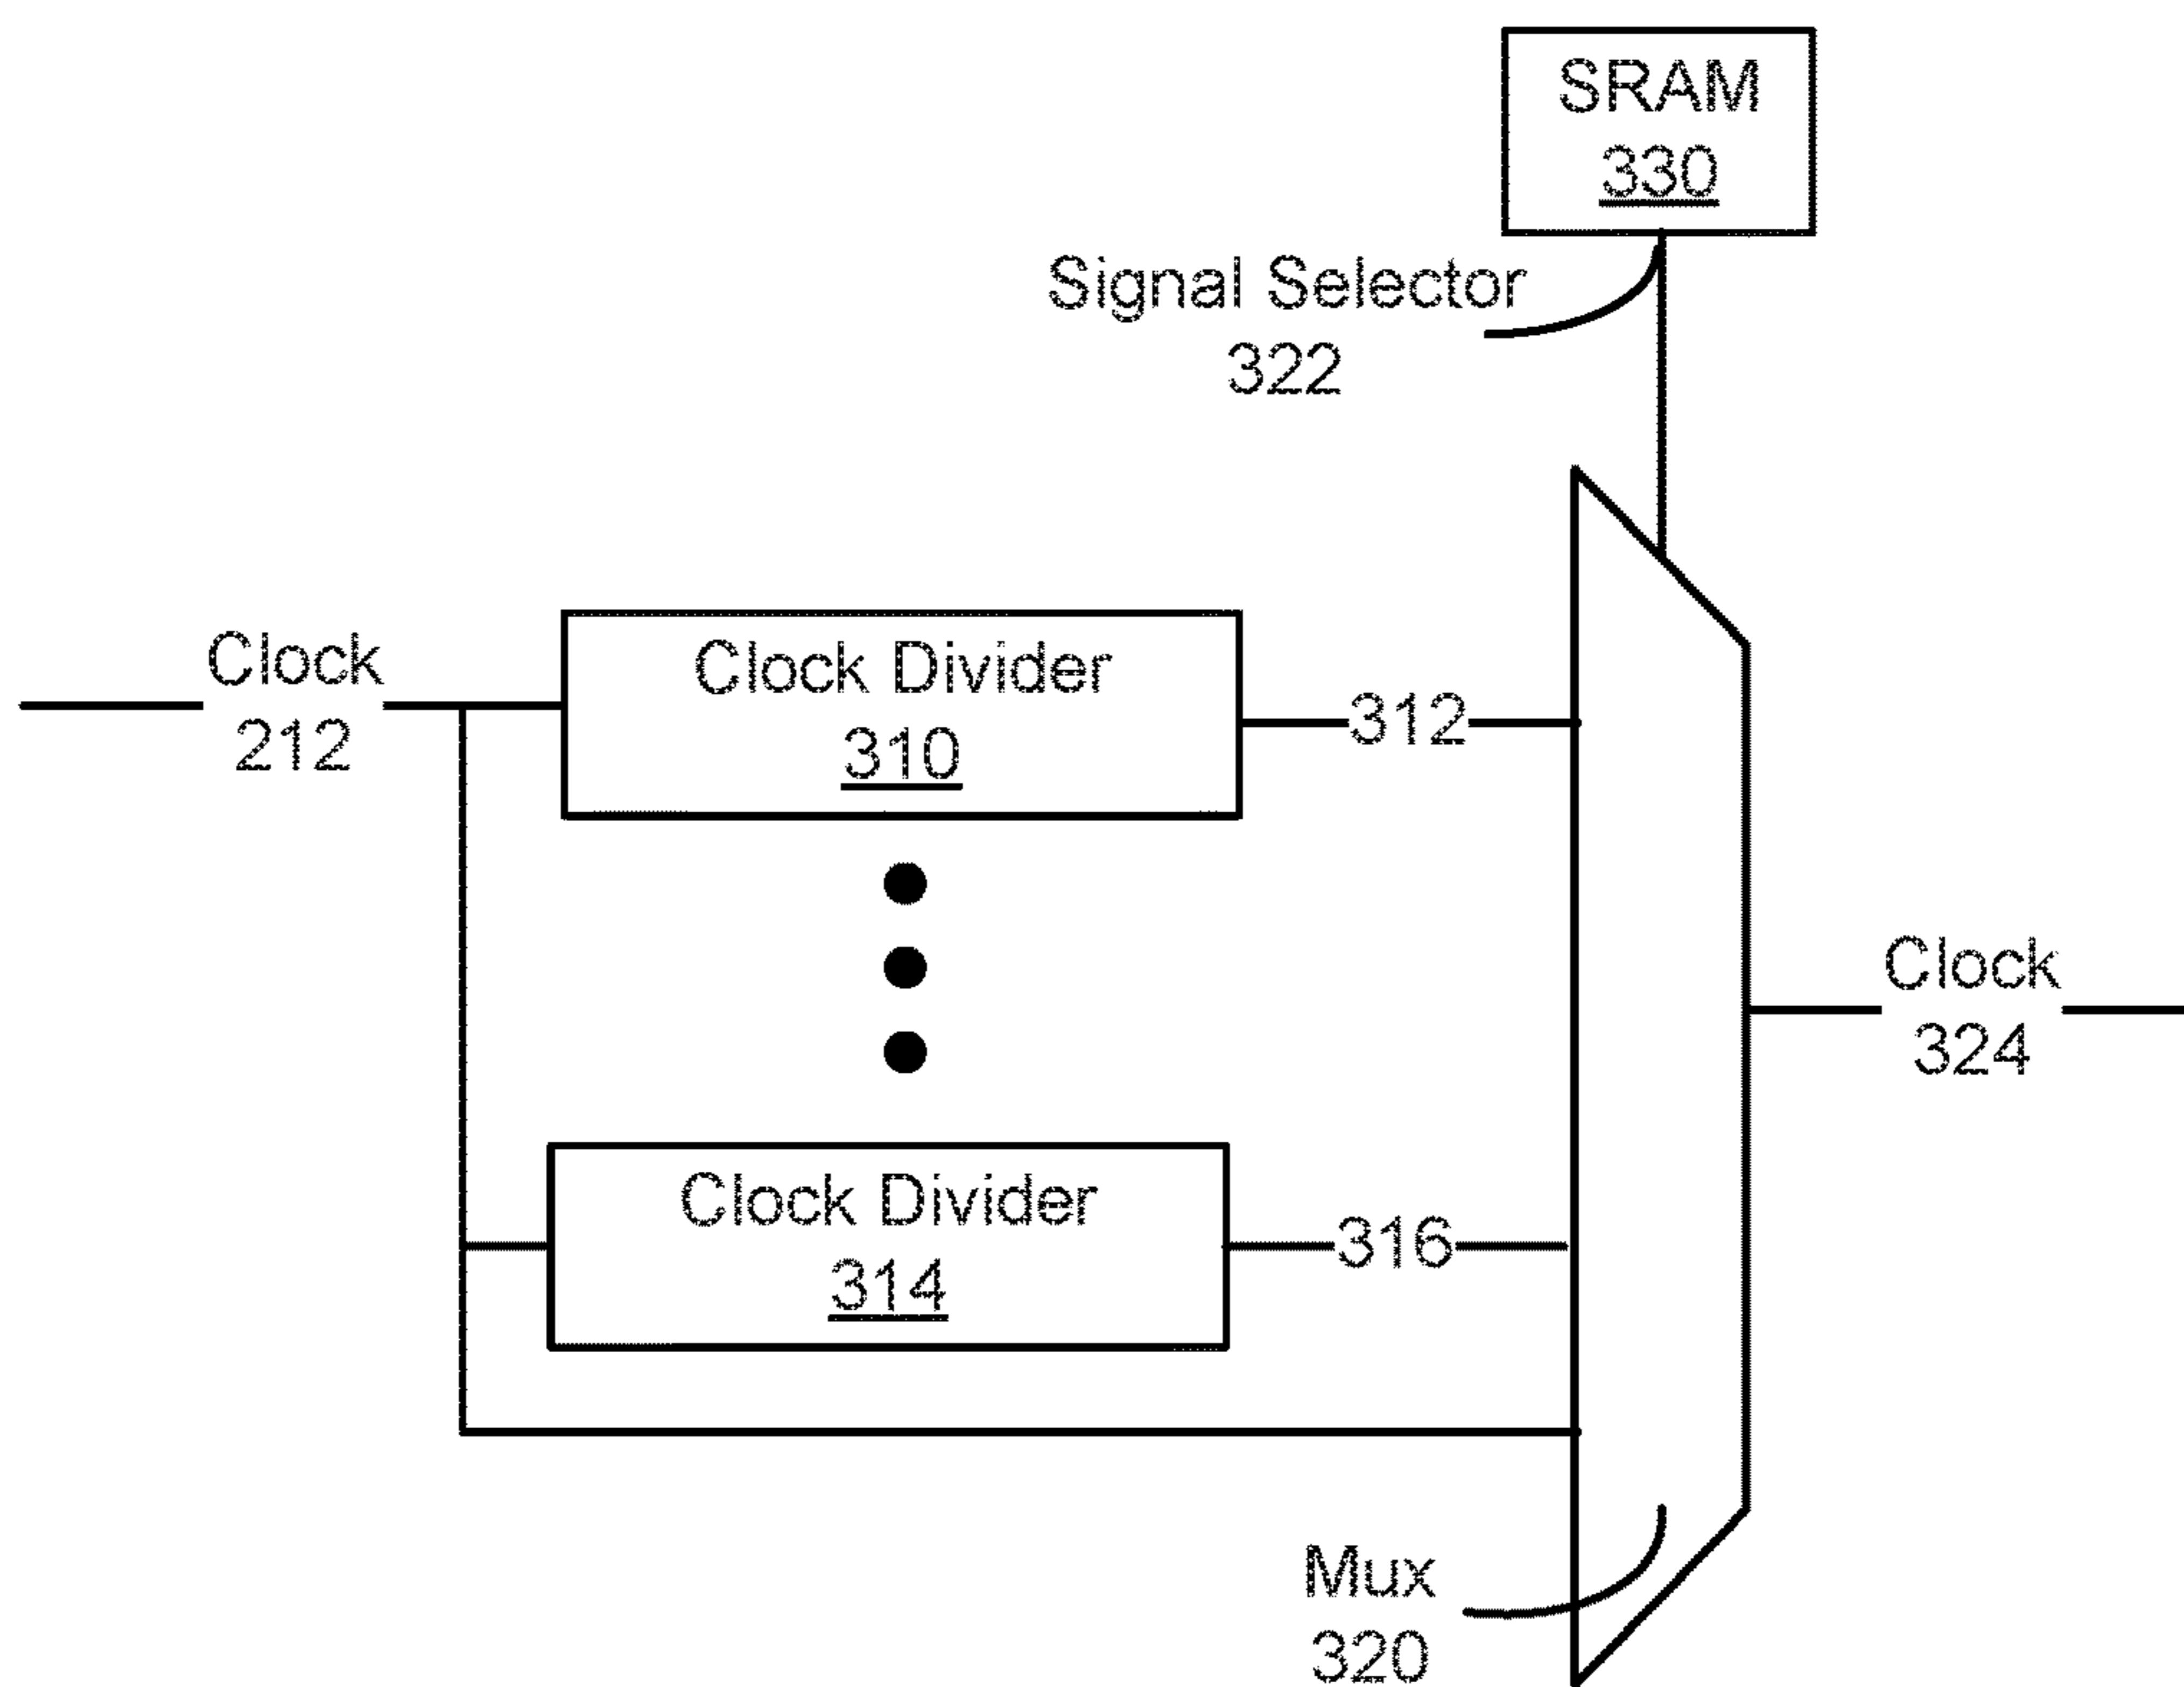 SRAM
330
Signal Selector
322
Clock
212
Clock Divider
310
312
Clock
324
Clock Divider
314
316
Mux
320